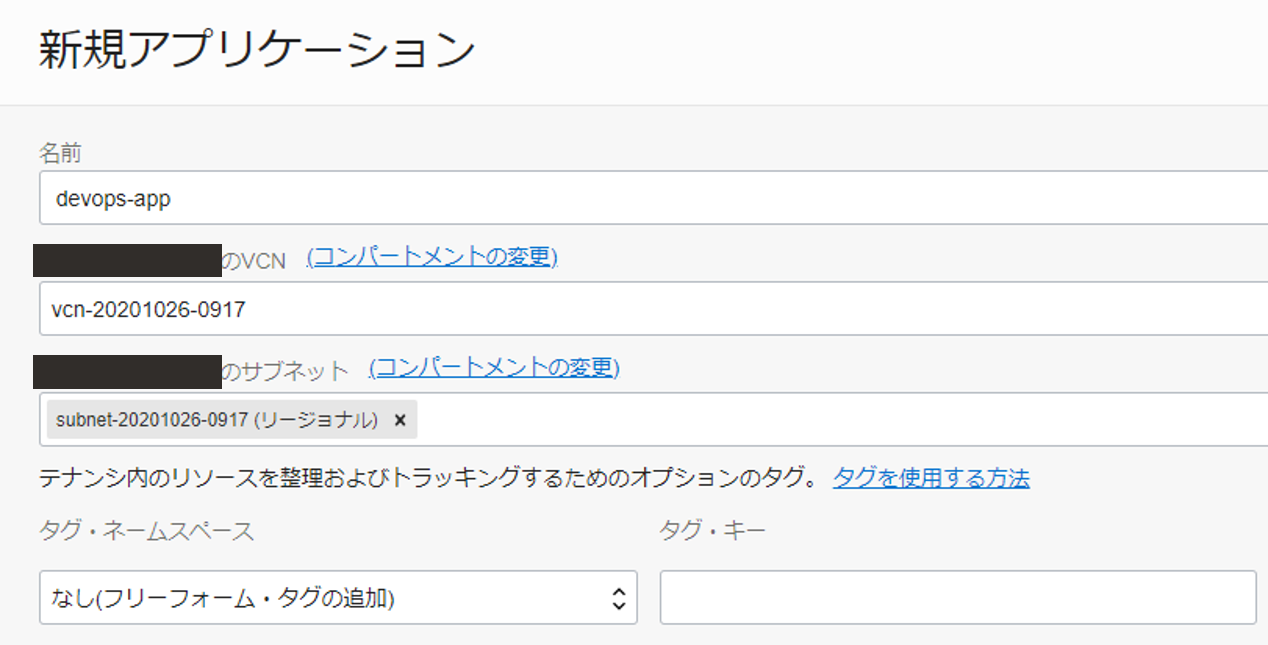 新規アプリケーション
名前
devops-app
のVCN (コンパートメントの変更)
vcn-20201026-0917
のサブネット (コンパートメントの変更)
subnet-20201026-0917 (リージョナル) ×
テナンシ内のリソースを整理およびトラッキングするためのオプションのタグ。 タグを使用する方法
タグ・ネームスペース タグ・キー
なし(フリーフォーム・タグの追加)